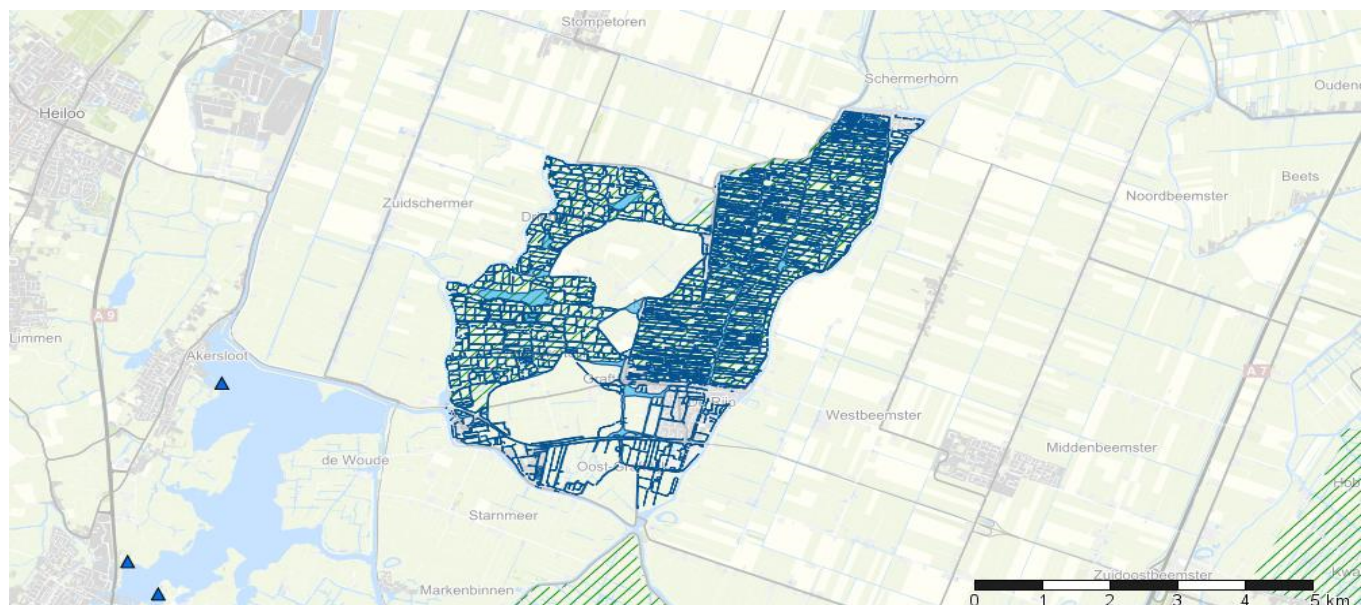 Stompetoren
Schermerhorn
Heiloo
Beets
Noordbeemster
Zuidschermer
A 9
Limmen
Akersloot
A 7
Westbeemster
Middenbeemster
de Woude
Starnmeer
Markenbinnen
Zuidoostbeemster
0 1 2 3 4 5 km